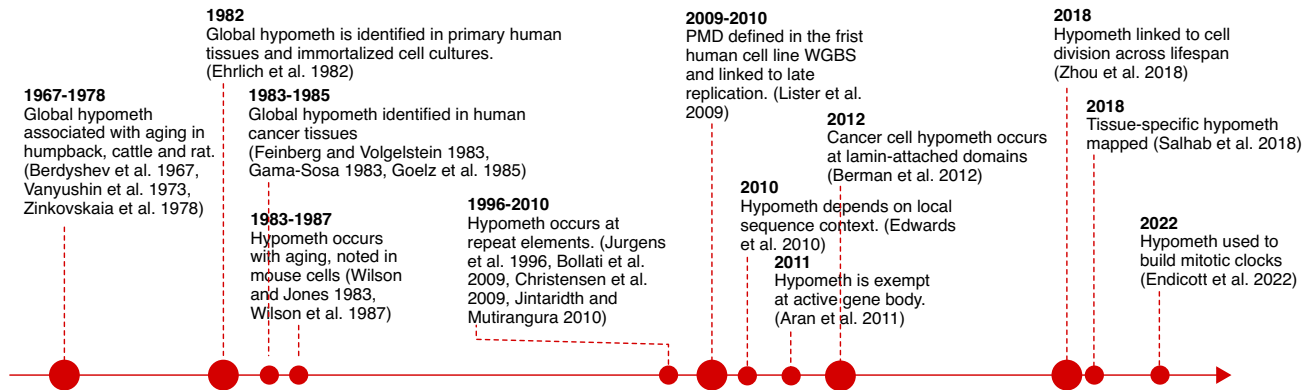 1967-1978
Global hypometh
associated with aging in
humpback, cattle and rat.
(Berdyshev et al. 1967,
Vanyushin et al. 1973,
Zinkovskaia et al. 1978)
1982
Global hypometh is identified in primary human
tissues and immortalized cell cultures.
(Ehrlich et al. 1982)
1983-1985
Global hypometh identified in human
cancer tissues
(Feinberg and Volgelstein 1983,
Gama-Sosa 1983, Goelz et al. 1985)
1983-1987
Hypometh occurs
with aging, noted in
mouse cells (Wilson
and Jones 1983,
Wilson et al. 1987)
1996-2010
Hypometh occurs at
repeat elements. (Jurgens
et al. 1996, Bollati et al.
2009, Christensen et al.
2009, Jintaridth and
Mutirangura 2010)
2009-2010
PMD defined in the frist
human cell line WGBS
and linked to late
replication. (Lister et al.
2009)
2010
Hypometh depends on local
sequence context. (Edwards
et al. 2010)
2011
Hypometh is exempt
at active gene body.
(Aran et al. 2011)
2012
Cancer cell hypometh occurs
at lamin-attached domains
(Berman et al. 2012)
2018
Hypometh linked to cell
division across lifespan
(Zhou et al. 2018)
2018
Tissue-specific hypometh
mapped (Salhab et al. 2018)
2022
Hypometh used to
build mitotic clocks
(Endicott et al. 2022)